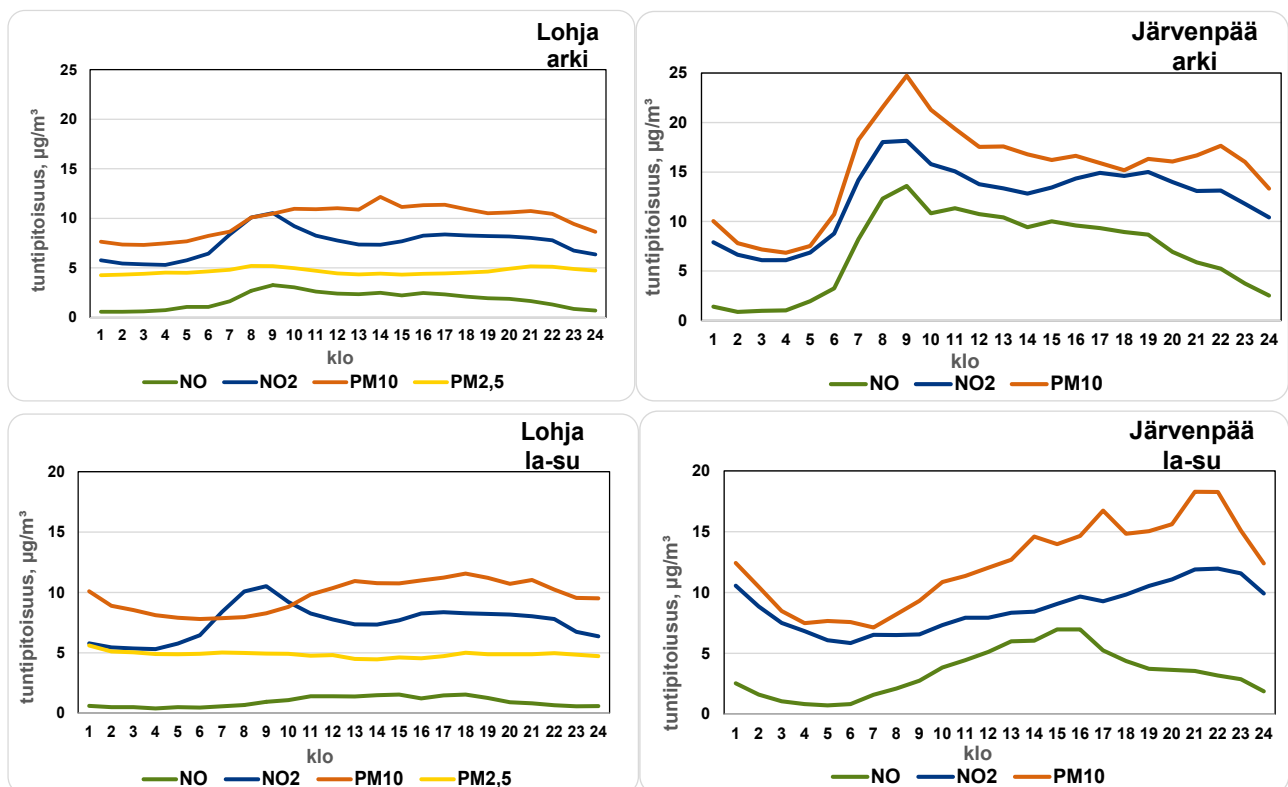 Lohja
arki
tuntipitoisuus, µg/m³
25
20
15
10
5
0
1 2 3 4 5 6 7 8 9 10 11 12 13 14 15 16 17 18 19 20 21 22 23 24
klo
NO NO2 PM10 PM2,5
Järvenpää
arki
tuntipitoisuus, µg/m³
25
20
15
10
5
0
1 2 3 4 5 6 7 8 9 10 11 12 13 14 15 16 17 18 19 20 21 22 23 24
klo
NO NO2 PM10
Lohja
la-su
tuntipitoisuus, µg/m³
20
15
10
5
0
1 2 3 4 5 6 7 8 9 10 11 12 13 14 15 16 17 18 19 20 21 22 23 24
klo
NO NO2 PM10 PM2,5
Järvenpää
la-su
tuntipitoiusus, µg/m³
20
15
10
5
0
1 2 3 4 5 6 7 8 9 10 11 12 13 14 15 16 17 18 19 20 21 22 23 24
klo
NO NO2 PM10